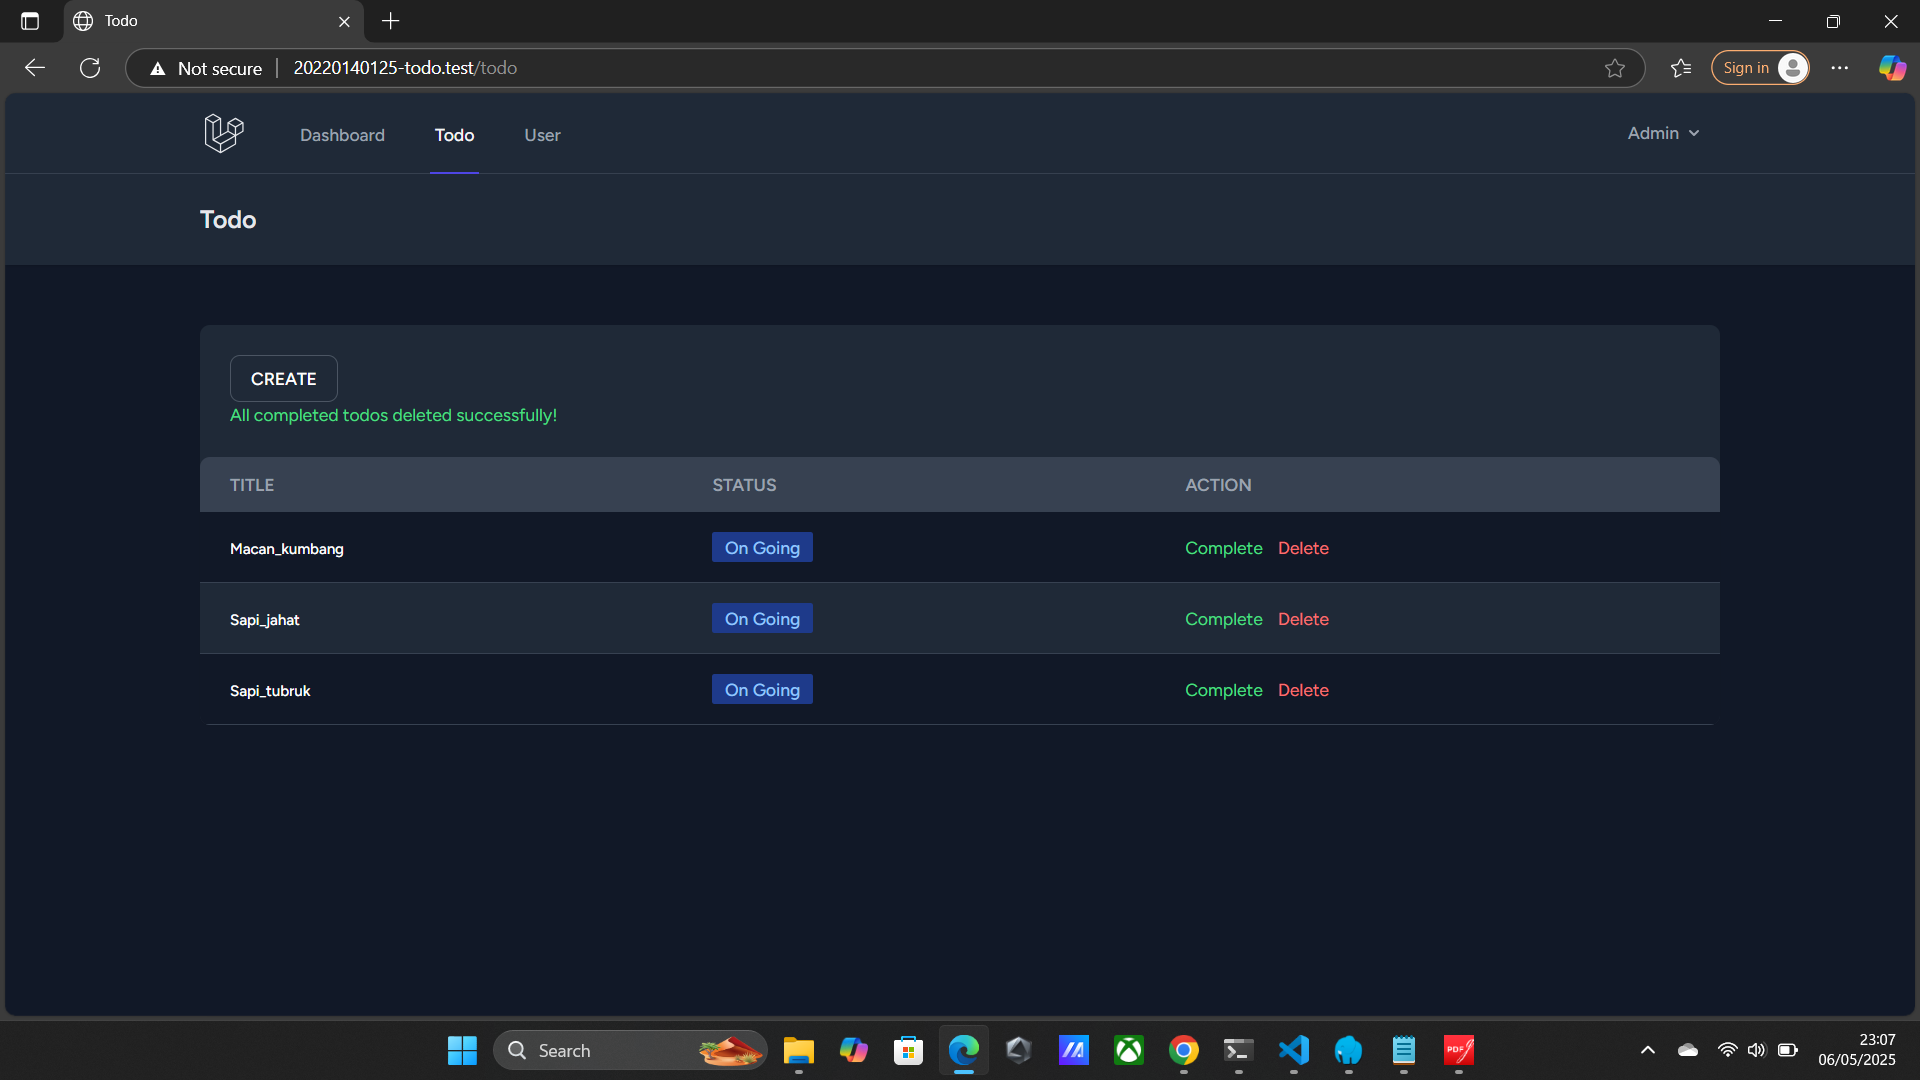 Todo
Not secure
20220140125-todo.test/todo
Sign in
Dashboard
Todo
User
Admin
Todo
CREATE
All completed todos deleted successfully!
TITLE STATUS ACTION
Macan_kumbang On Going Complete Delete
Sapi_jahat On Going Complete Delete
Sapi_tubruk On Going Complete Delete
Search
PDF
23:07
06/05/2025